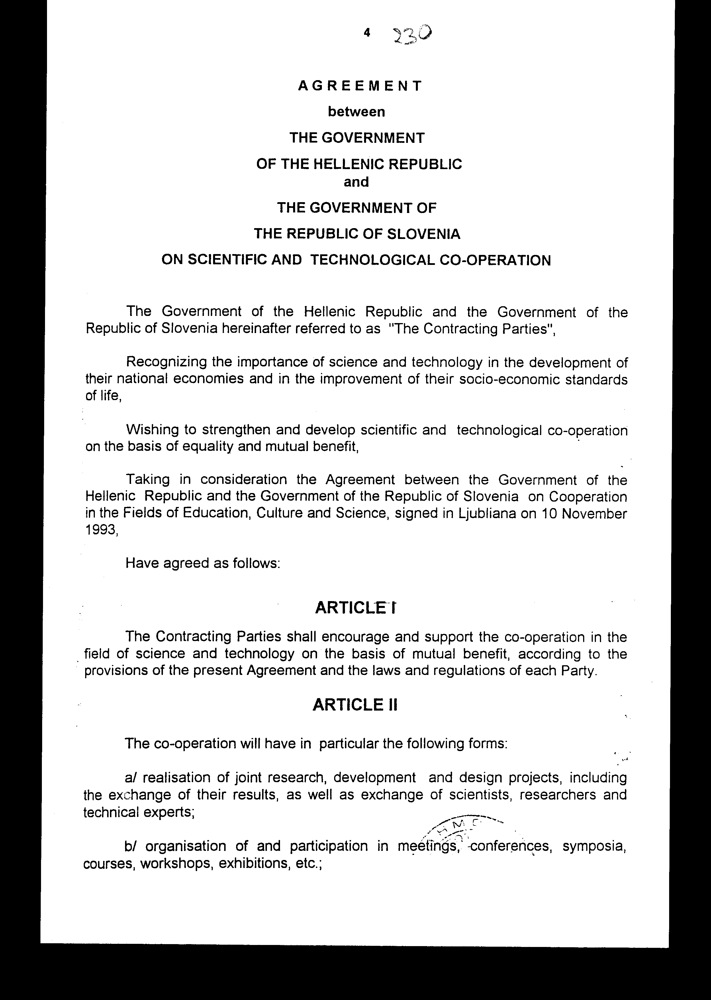 4 230
AGREEMENT
between
THE GOVERNMENT
OF THE HELLENIC REPUBLIC
and
THE GOVERNMENT OF
THE REPUBLIC OF SLOVENIA
ON SCIENTIFIC AND TECHNOLOGICAL CO-OPERATION
The Government of the Hellenic Republic and the Government of the
Republic of Slovenia hereinafter referred to as "The Contracting Parties",
Recognizing the importance of science and technology in the development of
their national economies and in the improvement of their socio-economic standards
of life,
Wishing to strengthen and develop scientific and technological co-operation
on the basis of equality and mutual benefit,
Taking in consideration the Agreement between the Government of the
Hellenic Republic and the Government of the Republic of Slovenia on Cooperation
in the Fields of Education, Culture and Science, signed in Ljubliana on 10 November
1993,
Have agreed as follows:
ARTICLE I
The Contracting Parties shall encourage and support the co-operation in the
field of science and technology on the basis of mutual benefit, according to the
provisions of the present Agreement and the laws and regulations of each Party.
ARTICLE II
The co-operation will have in particular the following forms:
a/ realisation of joint research, development and design projects, including
the exchange of their results, as well as exchange of scientists, researchers and
technical experts;
b/ organisation of and participation in meetings, conferences, symposia,
courses, workshops, exhibitions, etc.;